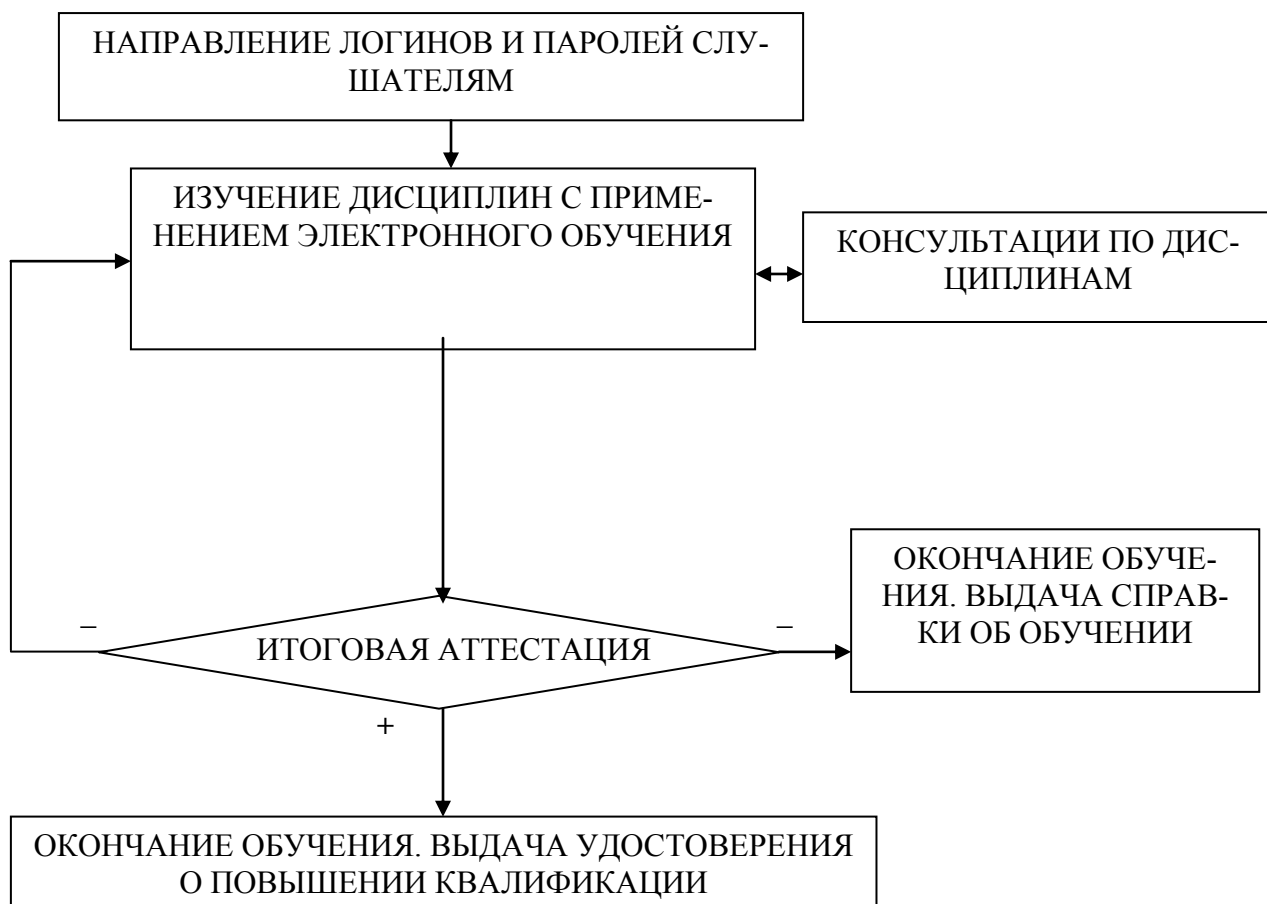 НАПРАВЛЕНИЕ ЛОГИНОВ И ПАРОЛЕЙ СЛУ-
ШАТЕЛЯМ
ИЗУЧЕНИЕ ДИСЦИПЛИН С ПРИМЕ-
НЕНИЕМ ЭЛЕКТРОННОГО ОБУЧЕНИЯ
КОНСУЛЬТАЦИИ ПО ДИС-
ЦИПЛИНАМ
ОКОНЧАНИЕ ОБУЧЕ-
НИЯ. ВЫДАЧА СПРАВ-
КИ ОБ ОБУЧЕНИИ
–
ИТОГОВАЯ АТТЕСТАЦИЯ
–
+
ОКОНЧАНИЕ ОБУЧЕНИЯ. ВЫДАЧА УДОСТОВЕРЕНИЯ
О ПОВЫШЕНИИ КВАЛИФИКАЦИИ